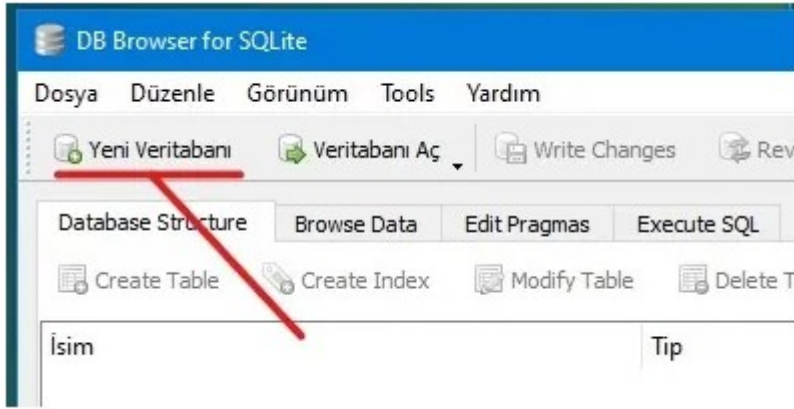 DB Browser for SQLite
Dosya Düzenle Görünüm Tools Yardım
Yeni Veritabanı Veritabanı Aç Write Changes
Database Structure Browse Data Edit Pragmas Execute SQL
Create Table Create Index Modify Table Delete
İsim Tip